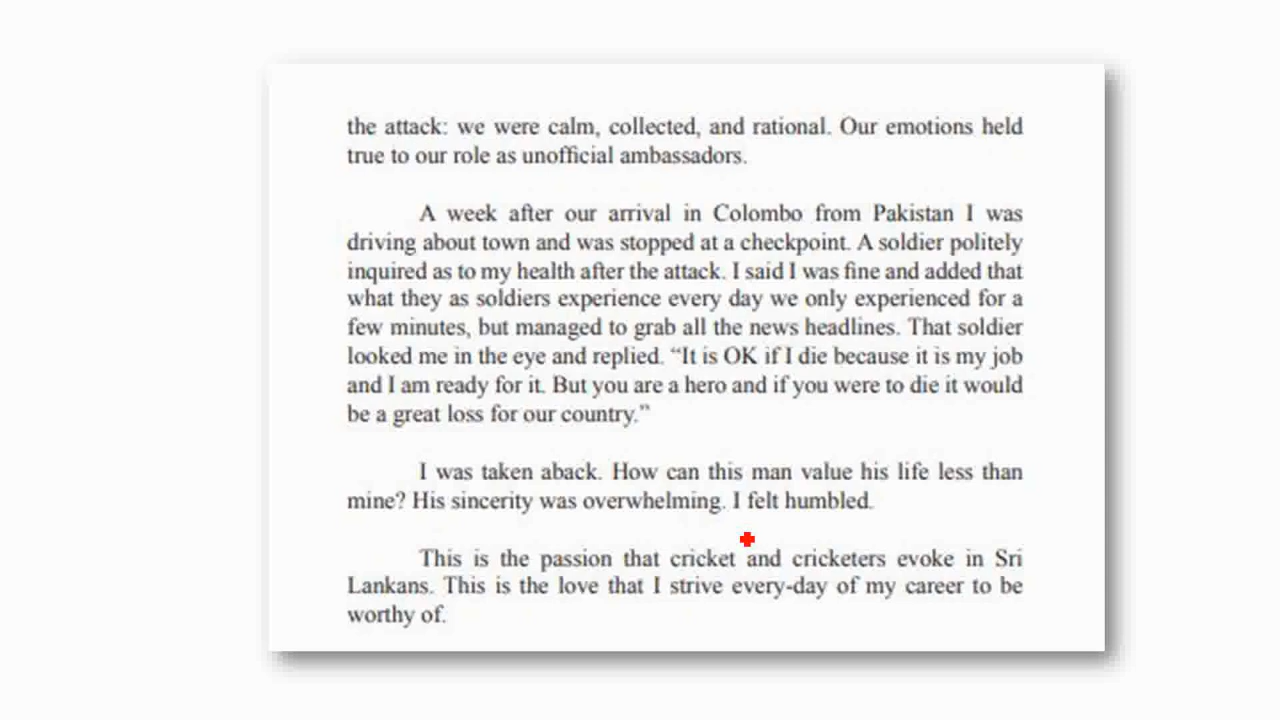 the attack: we were calm, collected, and rational. Our emotions held
true to our role as unofficial ambassadors.
A week after our arrival in Colombo from Pakistan I was
driving about town and was stopped at a checkpoint. A soldier politely
inquired as to my health after the attack. I said I was fine and added that
what they as soldiers experience every day we only experienced for a
few minutes, but managed to grab all the news headlines. That soldier
looked me in the eye and replied. “It is OK if I die because it is my job
and I am ready for it. But you are a hero and if you were to die it would
be a great loss for our country.”
I was taken aback. How can this man value his life less than
mine? His sincerity was overwhelming. I felt humbled.
This is the passion that cricket and cricketers evoke in Sri
Lankans. This is the love that I strive every-day of my career to be
worthy of.